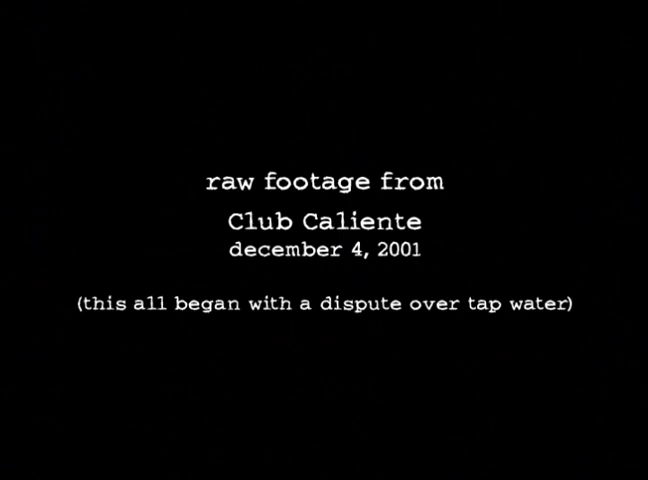 raw footage from
Club Caliente
december 4, 2001
(this all began with a dispute over tap water)